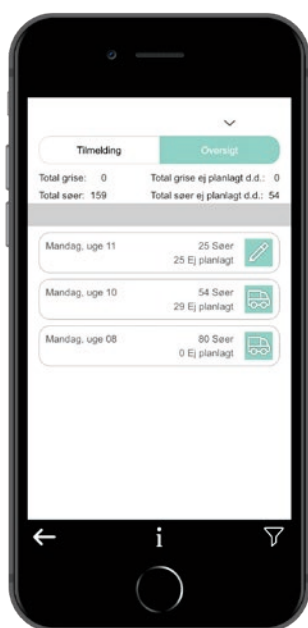 Tilmelding Oversigt
Total grise: 0 Total grise ej planlagt d.d.: 0
Total søer: 159 Total søer ej planlagt d.d.: 54
Mandag, uge 11 25 Søer
25 Ej planlagt
Mandag, uge 10 54 Søer
29 Ej planlagt
Mandag, uge 08 80 Søer
0 Ej planlagt
i